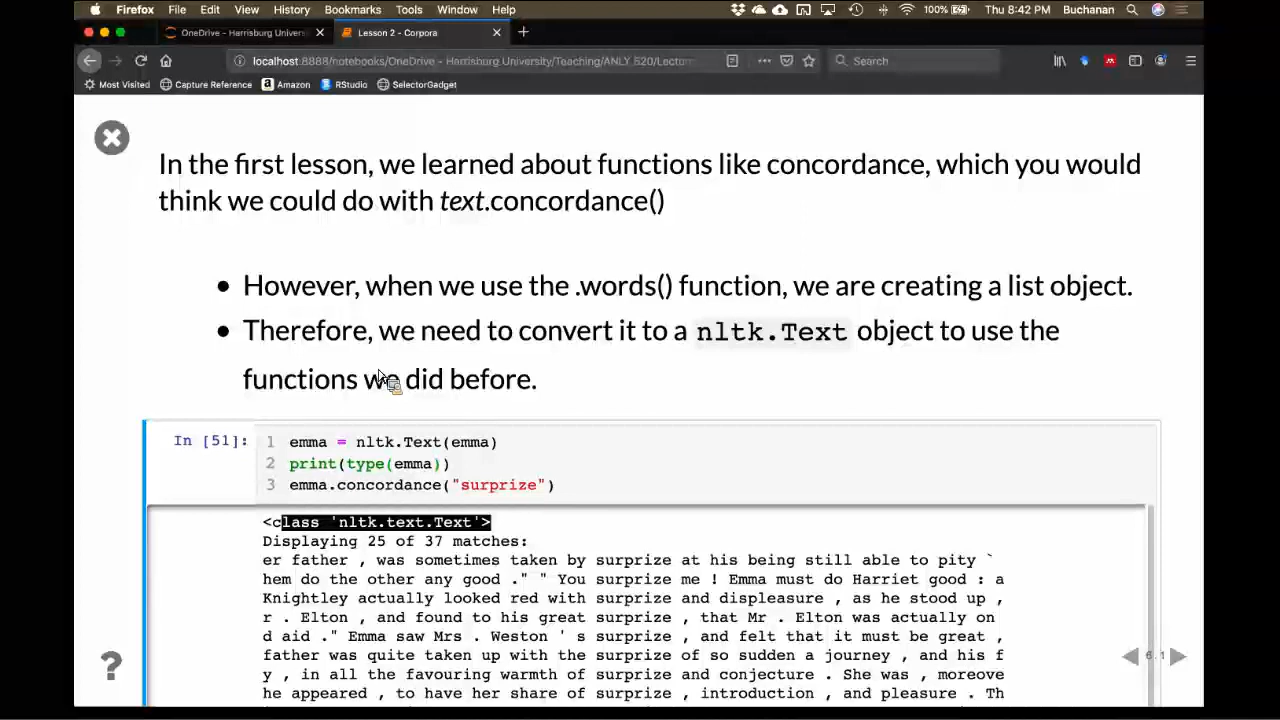 Firefox File Edit View History Bookmarks Tools Window Help 100% Thu 8:42 PM Buchanan
OneDrive - Harrisburg Universi Lesson 2 - Corpora
localhost:8888/notebooks/OneDrive - Harrisburg University/Teaching/ANLY 520/Lectur Search
Most Visited Capture Reference Amazon RStudio SelectorGadget
In the first lesson, we learned about functions like concordance, which you would
think we could do with text.concordance()
• However, when we use the .words() function, we are creating a list object.
• Therefore, we need to convert it to a nltk.Text object to use the
functions we did before.
In [51]: 1 emma = nltk.Text(emma)
2 print(type(emma))
3 emma.concordance("surprize")
<class 'nltk.text.Text'>
Displaying 25 of 37 matches:
er father , was sometimes taken by surprize at his being still able to pity `
hem do the other any good ." " You surprize me ! Emma must do Harriet good : a
Knightley actually looked red with surprize and displeasure , as he stood up ,
r . Elton , and found to his great surprize , that Mr . Elton was actually on
d aid ." Emma saw Mrs . Weston ' s surprize , and felt that it must be great ,
father was quite taken up with the surprize of so sudden a journey , and his f
y , in all the favouring warmth of surprize and conjecture . She was , moreove
he appeared , to have her share of surprize , introduction , and pleasure . Th
6.1